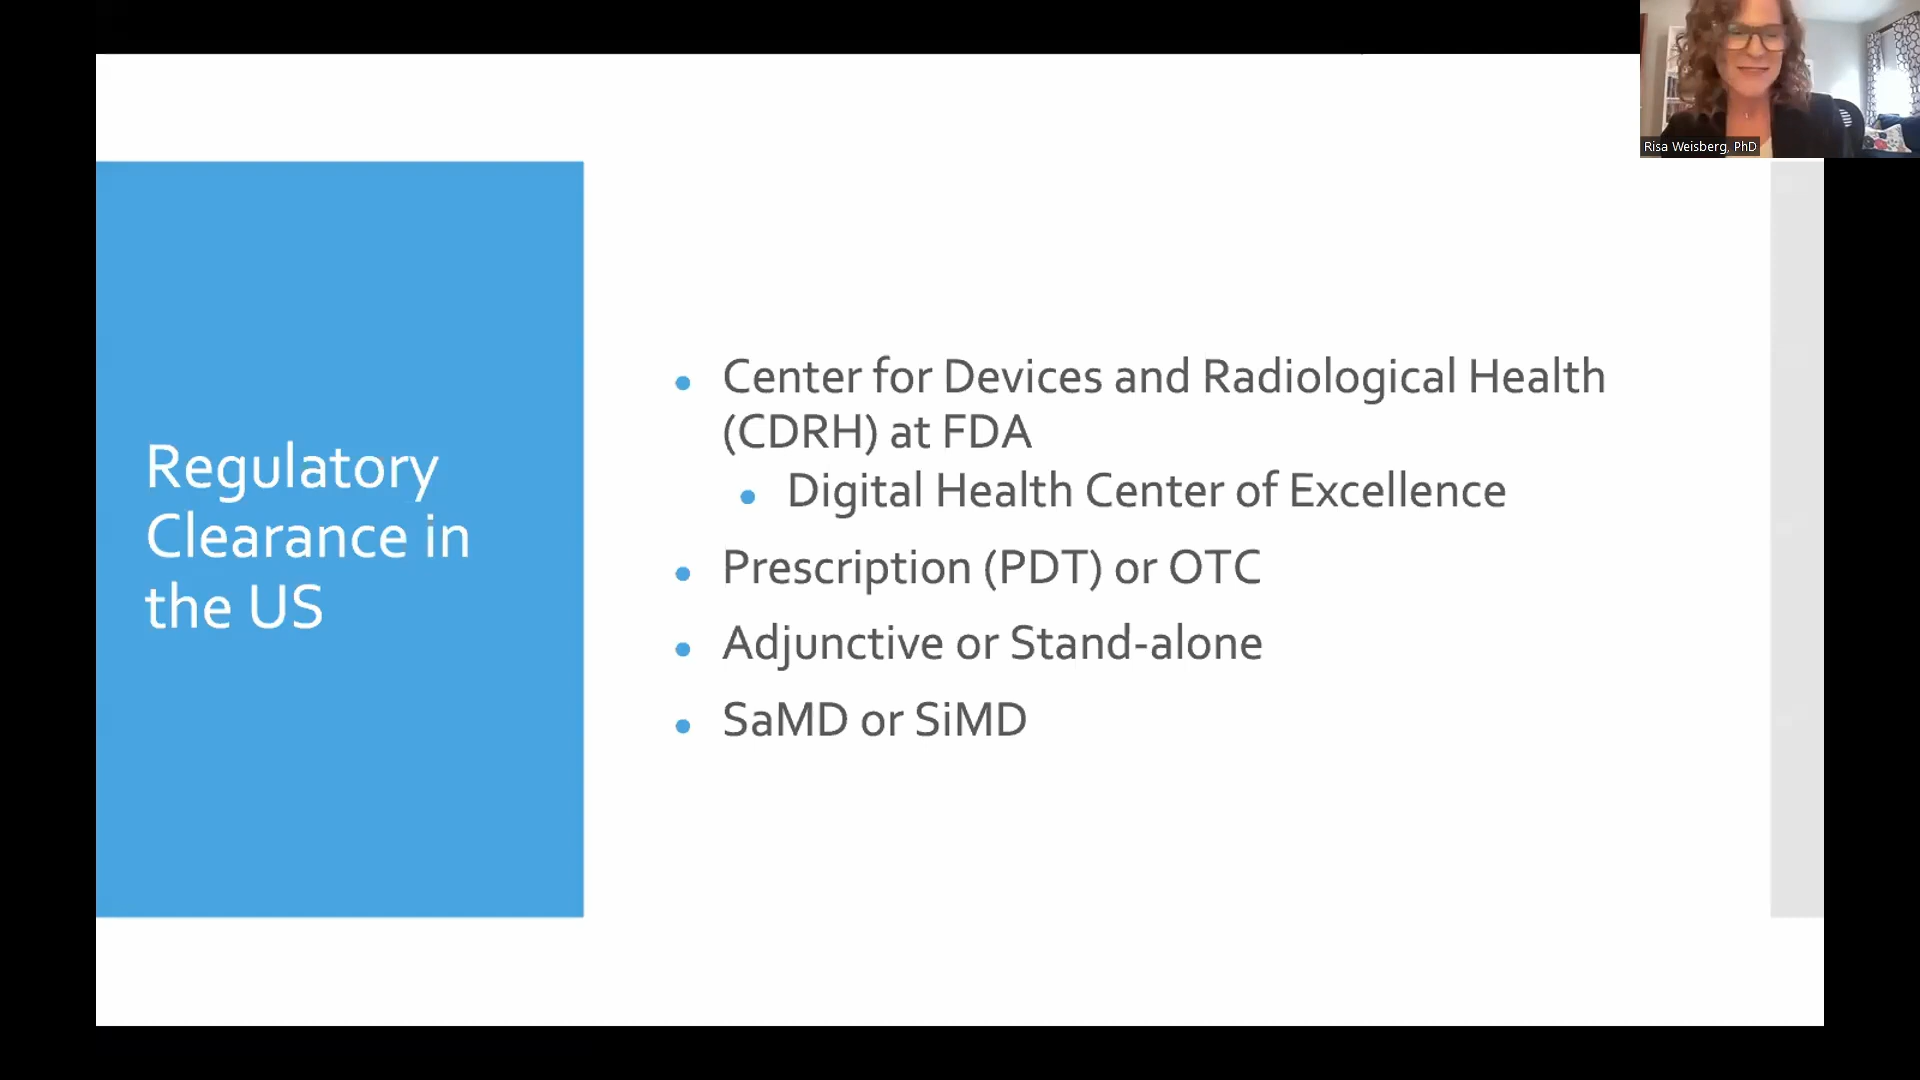 Risa Weisberg, PhD
Regulatory
Clearance in
the US
Center for Devices and Radiological Health
(CDRH) at FDA
Digital Health Center of Excellence
Prescription (PDT) or OTC
Adjunctive or Stand-alone
SaMD or SiMD